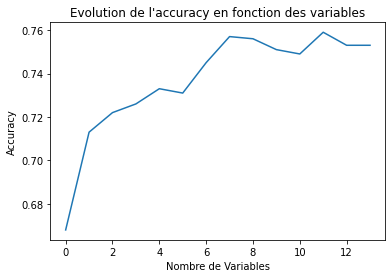 Evolution de l'accuracy en fonction des variables
0.76
0.74
0.72
0.70
0.68
Accuracy
0 2 4 6 8 10 12
Nombre de Variables